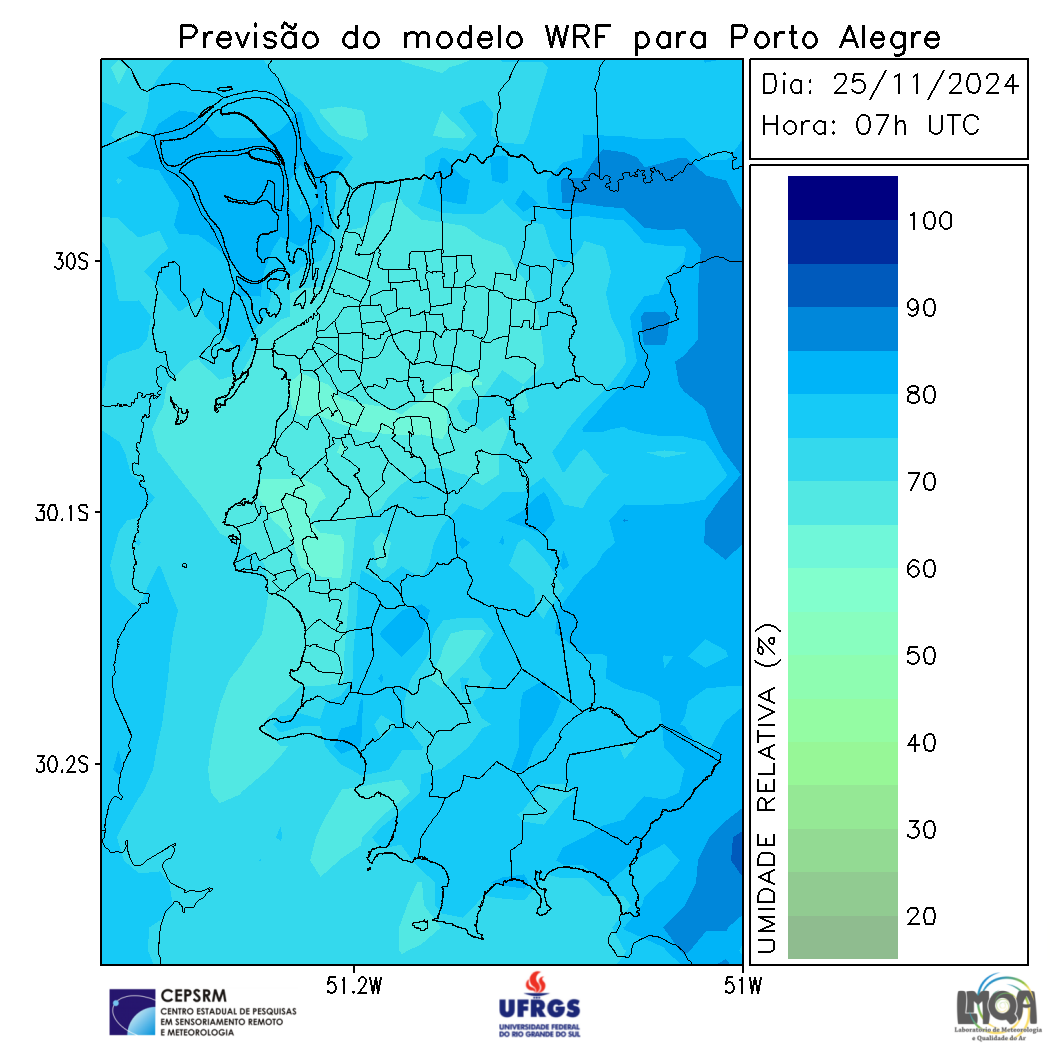 Previsão do modelo WRF para Porto Alegre
Dia: 25/11/2024
Hora: 07h UTC
30S
30.1S
30.2S
51.2W
51W
UMIDADE RELATIVA (%)
100
90
80
70
60
50
40
30
20
CEPSRM
CENTRO ESTADUAL DE PESQUISAS
EM SENSORIAMENTO REMOTO
E METEOROLOGIA
UFRGS
UNIVERSIDADE FEDERAL
DO RIO GRANDE DO SUL
LMQA
Laboratório de Meteorologia
e Qualidade do Ar